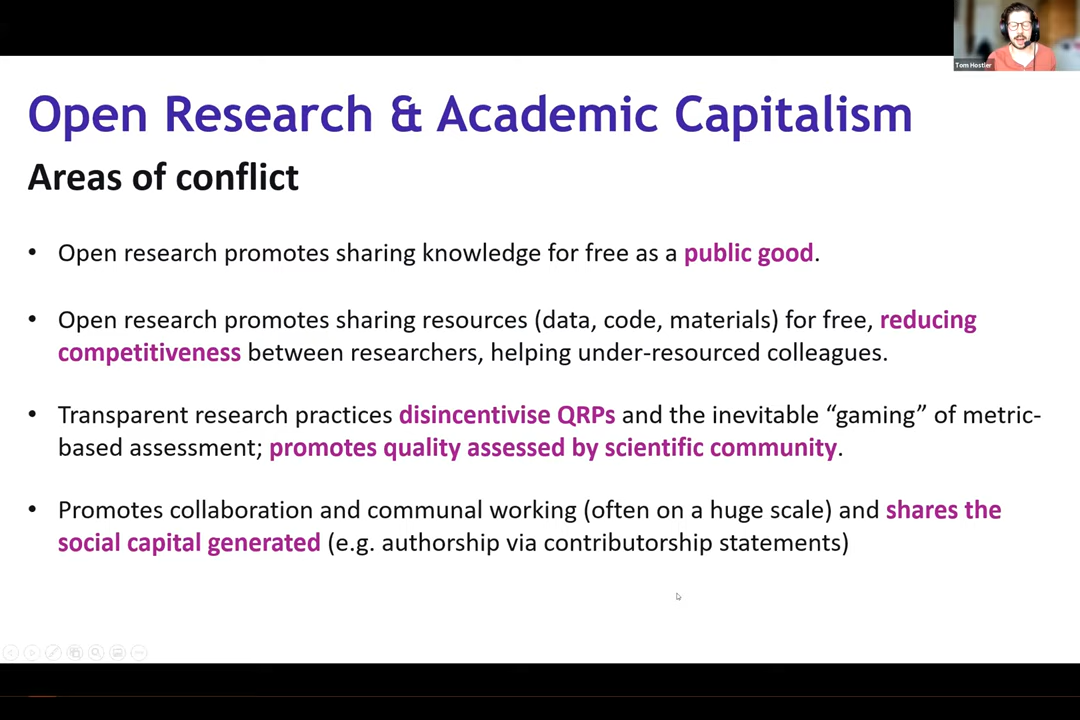 Tom Hostler
Open Research & Academic Capitalism
Areas of conflict
• Open research promotes sharing knowledge for free as a public good.
• Open research promotes sharing resources (data, code, materials) for free, reducing
competitiveness between researchers, helping under-resourced colleagues.
• Transparent research practices disincentivise QRPs and the inevitable “gaming” of metric-
based assessment; promotes quality assessed by scientific community.
• Promotes collaboration and communal working (often on a huge scale) and shares the
social capital generated (e.g. authorship via contributorship statements)